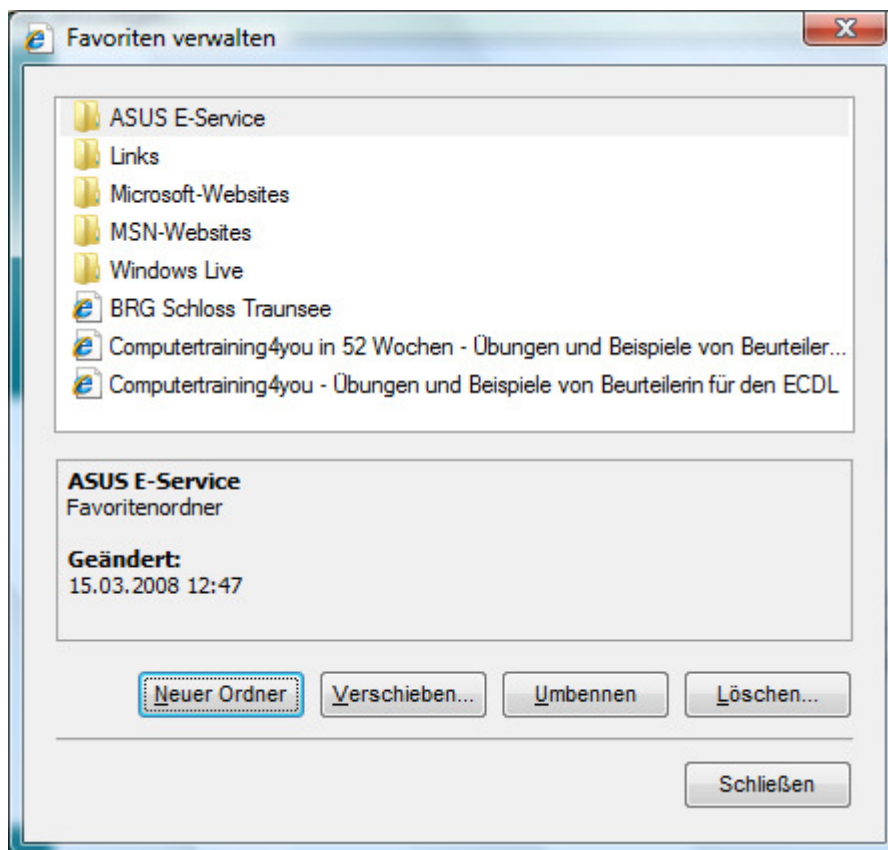 Favoriten verwalten
ASUS E-Service
Links
Microsoft-Websites
MSN-Websites
Windows Live
BRG Schloss Traunsee
Computertraining4you in 52 Wochen - Übungen und Beispiele von Beurteiler...
Computertraining4you - Übungen und Beispiele von Beurteilerin für den ECDL
ASUS E-Service
Favoritenordner
Geändert:
15.03.2008 12:47
Neuer Ordner Verschieben... Umbennen Löschen...
Schließen